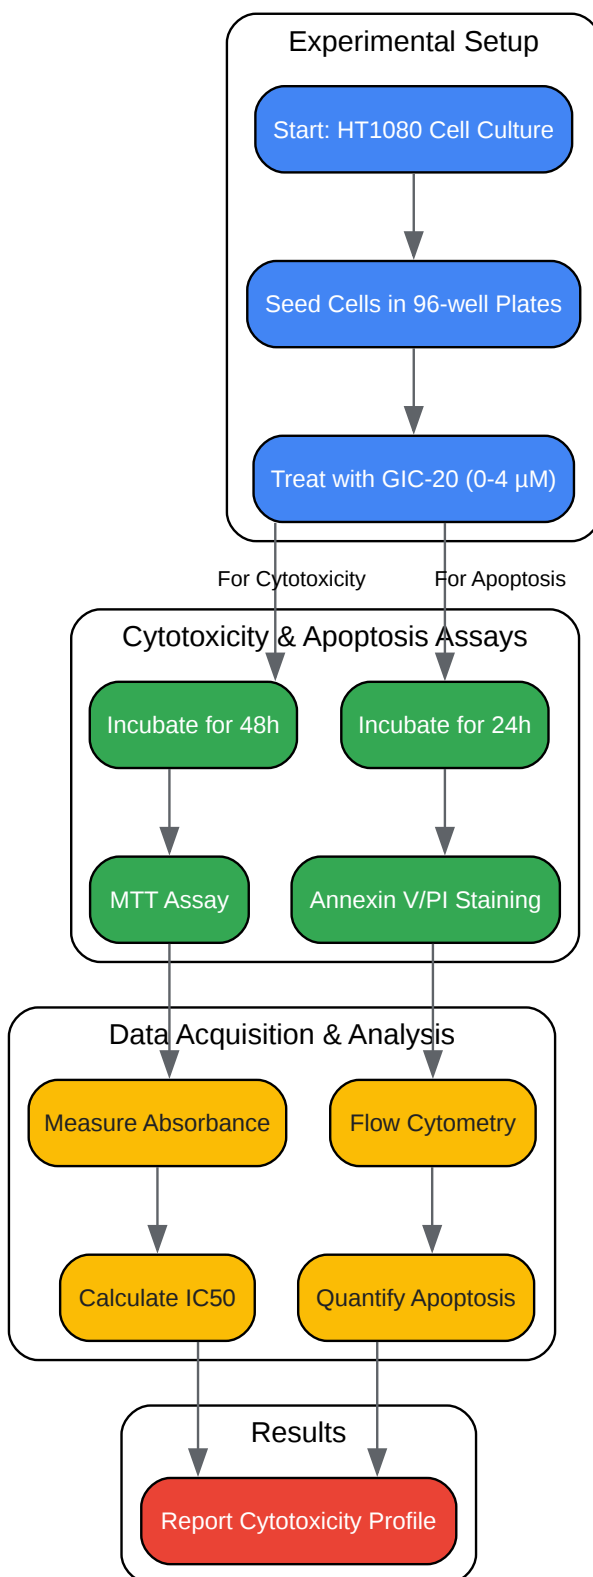 Experimental Setup
Start: HT1080 Cell Culture
Seed Cells in 96-well Plates
Treat with GIC-20 (0-4 µM)
For Cytotoxicity
For Apoptosis
Cytotoxicity & Apoptosis Assays
Incubate for 48h
Incubate for 24h
MTT Assay
Annexin V/PI Staining
Data Acquisition & Analysis
Measure Absorbance
Flow Cytometry
Calculate IC50
Quantify Apoptosis
Results
Report Cytotoxicity Profile